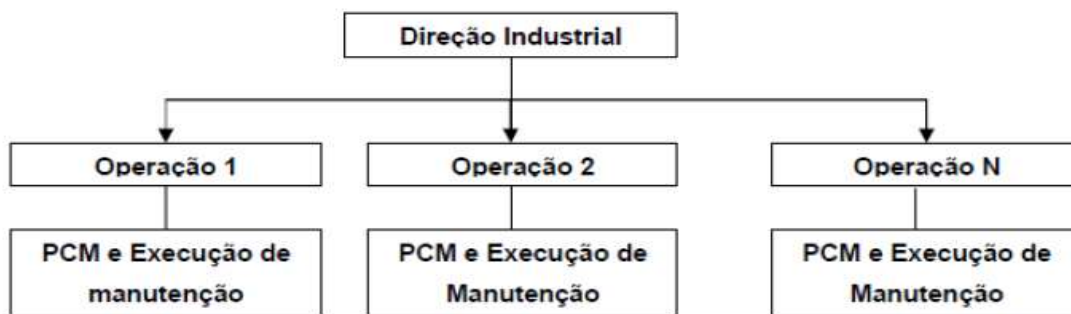 Direção Industrial
Operação 1
Operação 2
Operação N
PCM e Execução de
manutenção
PCM e Execução de
Manutenção
PCM e Execução de
Manutenção